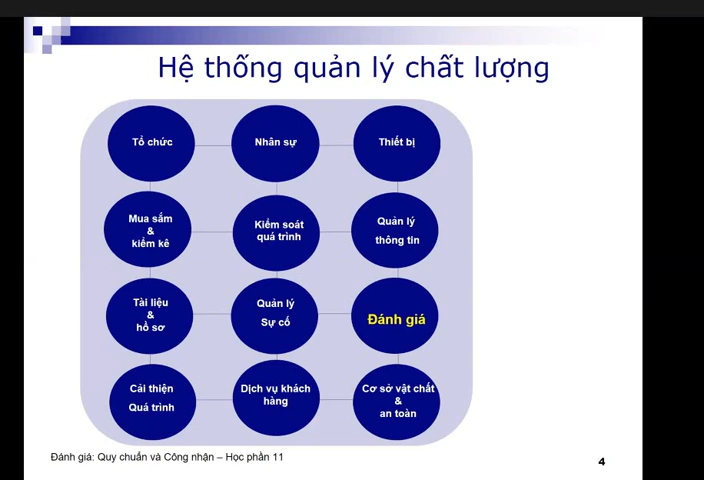 Hệ thống quản lý chất lượng
Tổ chức
Nhân sự
Thiết bị
Mua sắm
&
kiểm kê
Kiểm soát
quá trình
Quản lý
thông tin
Tài liệu
&
hồ sơ
Quản lý
Sự cố
Đánh giá
Cải thiện
Quá trình
Dịch vụ khách
hàng
Cơ sở vật chất
&
an toàn
Đánh giá: Quy chuẩn và Công nhận – Học phần 11
4